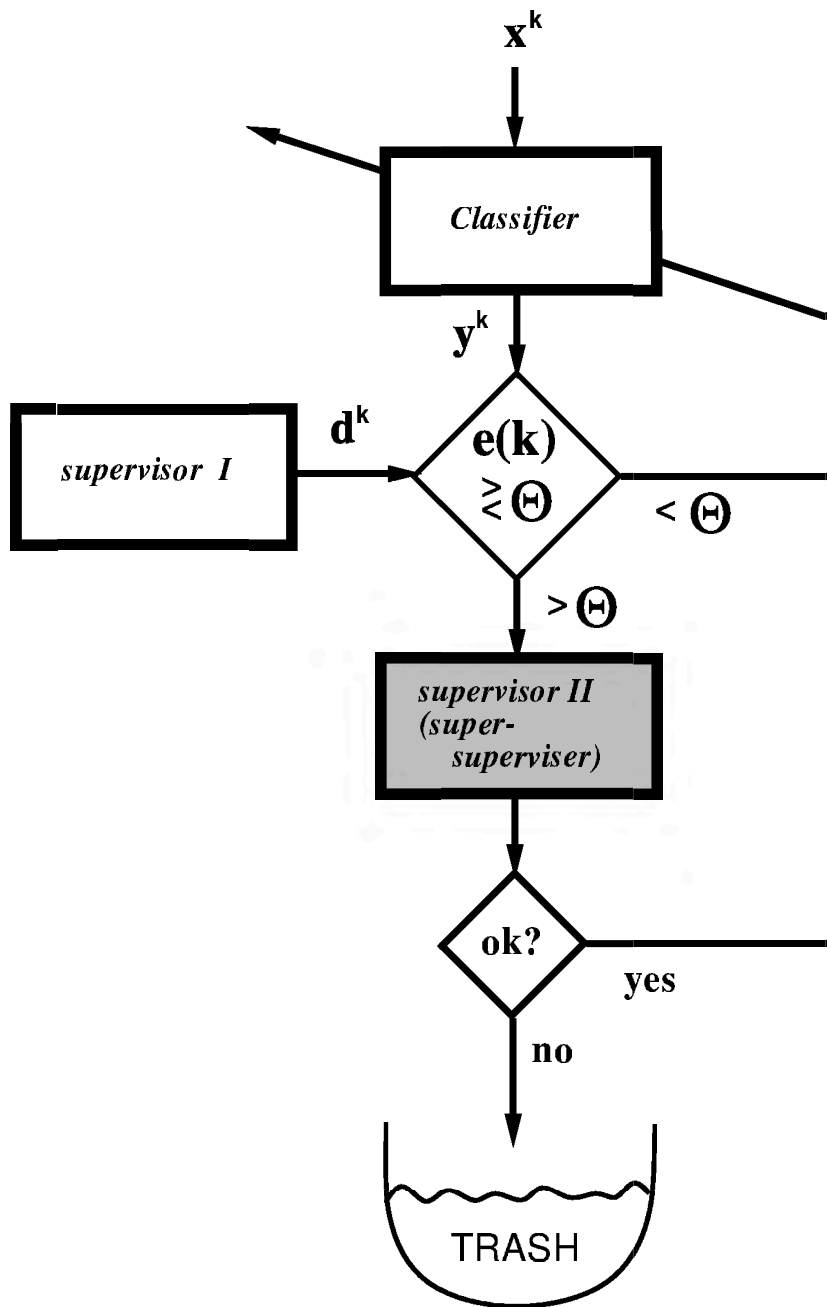 x^k
Classifier
y^k
d^k
supervisor I
e(k)
≷ Θ
< Θ
> Θ
supervisor II
(super-
superviser)
ok?
yes
no
TRASH